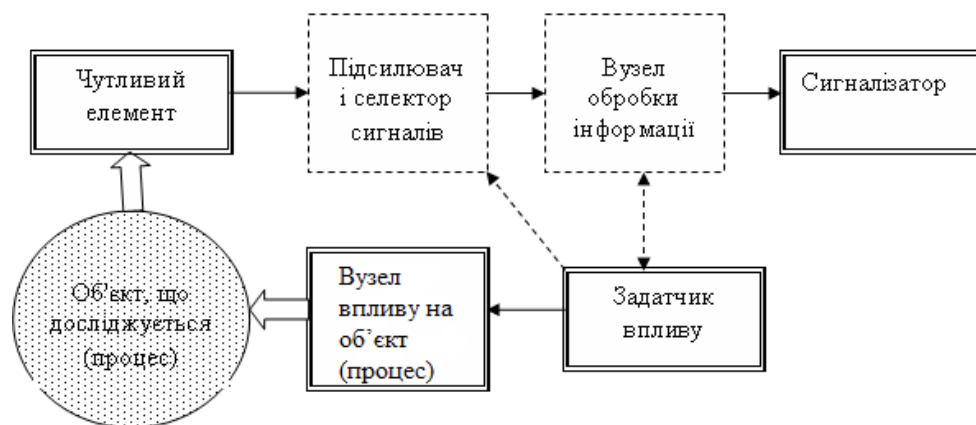 Чутливий
елемент
Підсилювач
і селектор
сигналів
Вузел
обробки
інформації
Сигналізатор
Об'єкт, що
досліджується
(процес)
Вузел
впливу на
об’єкт
(процес)
Задатчик
впливу